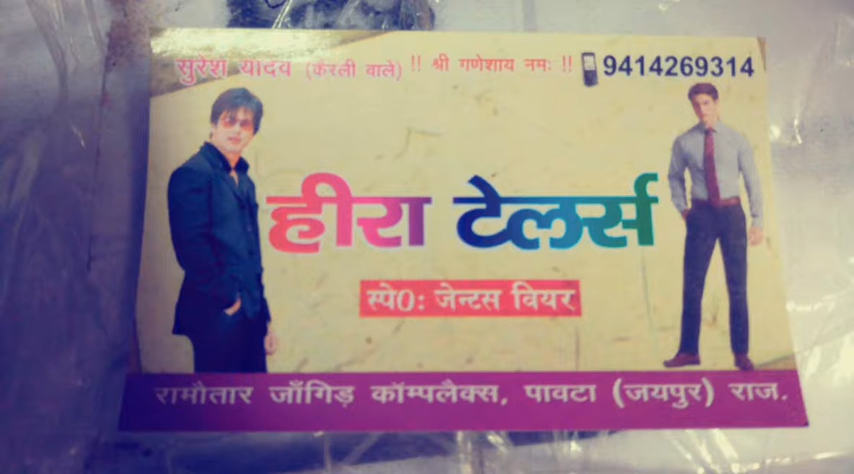 सुरेश यादव (केरली वाले) !! श्री गणेशाय नमः !! 9414269314
हीरा टेलर्स
स्पे0: जेन्टस वियर
रामौतार जाँगिड़ कॉम्पलैक्स, पावटा (जयपुर) राज.